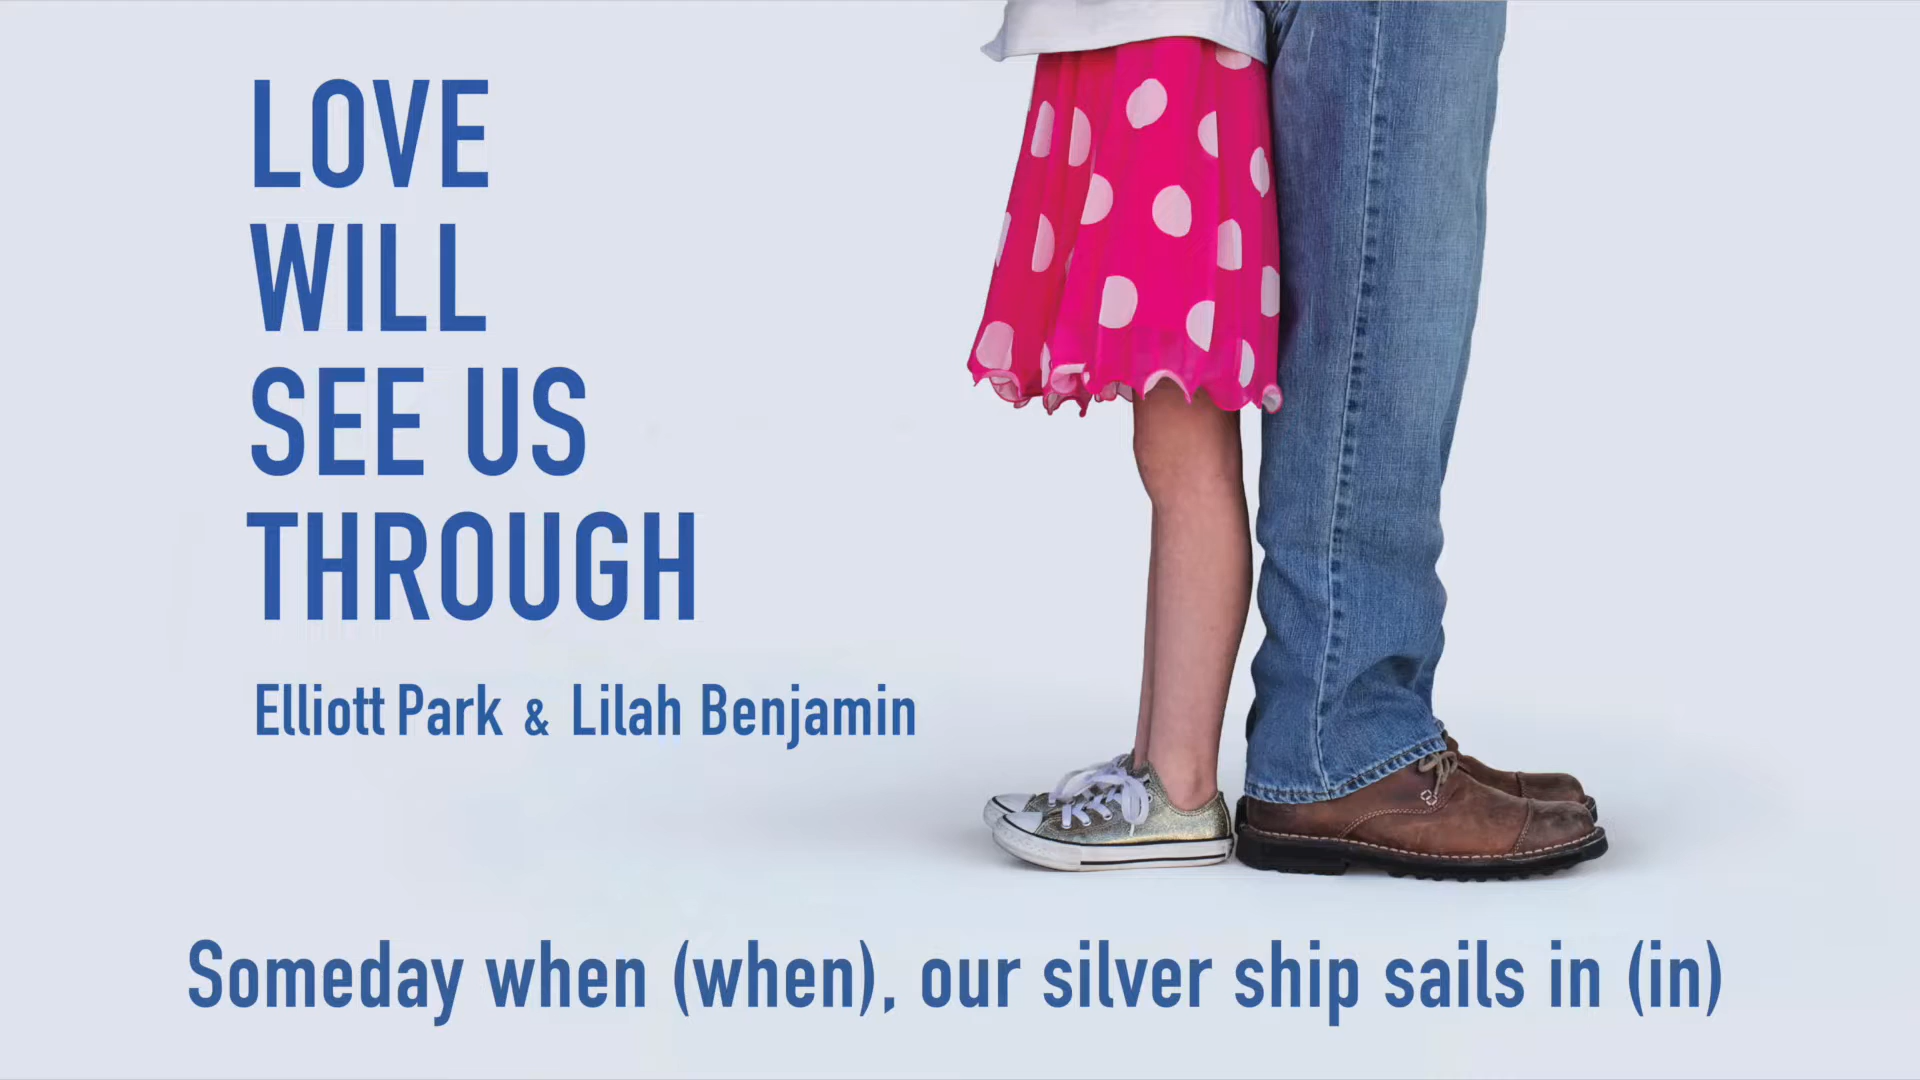 LOVE
WILL
SEE US
THROUGH
Elliott Park & Lilah Benjamin
Someday when (when), our silver ship sails in (in)